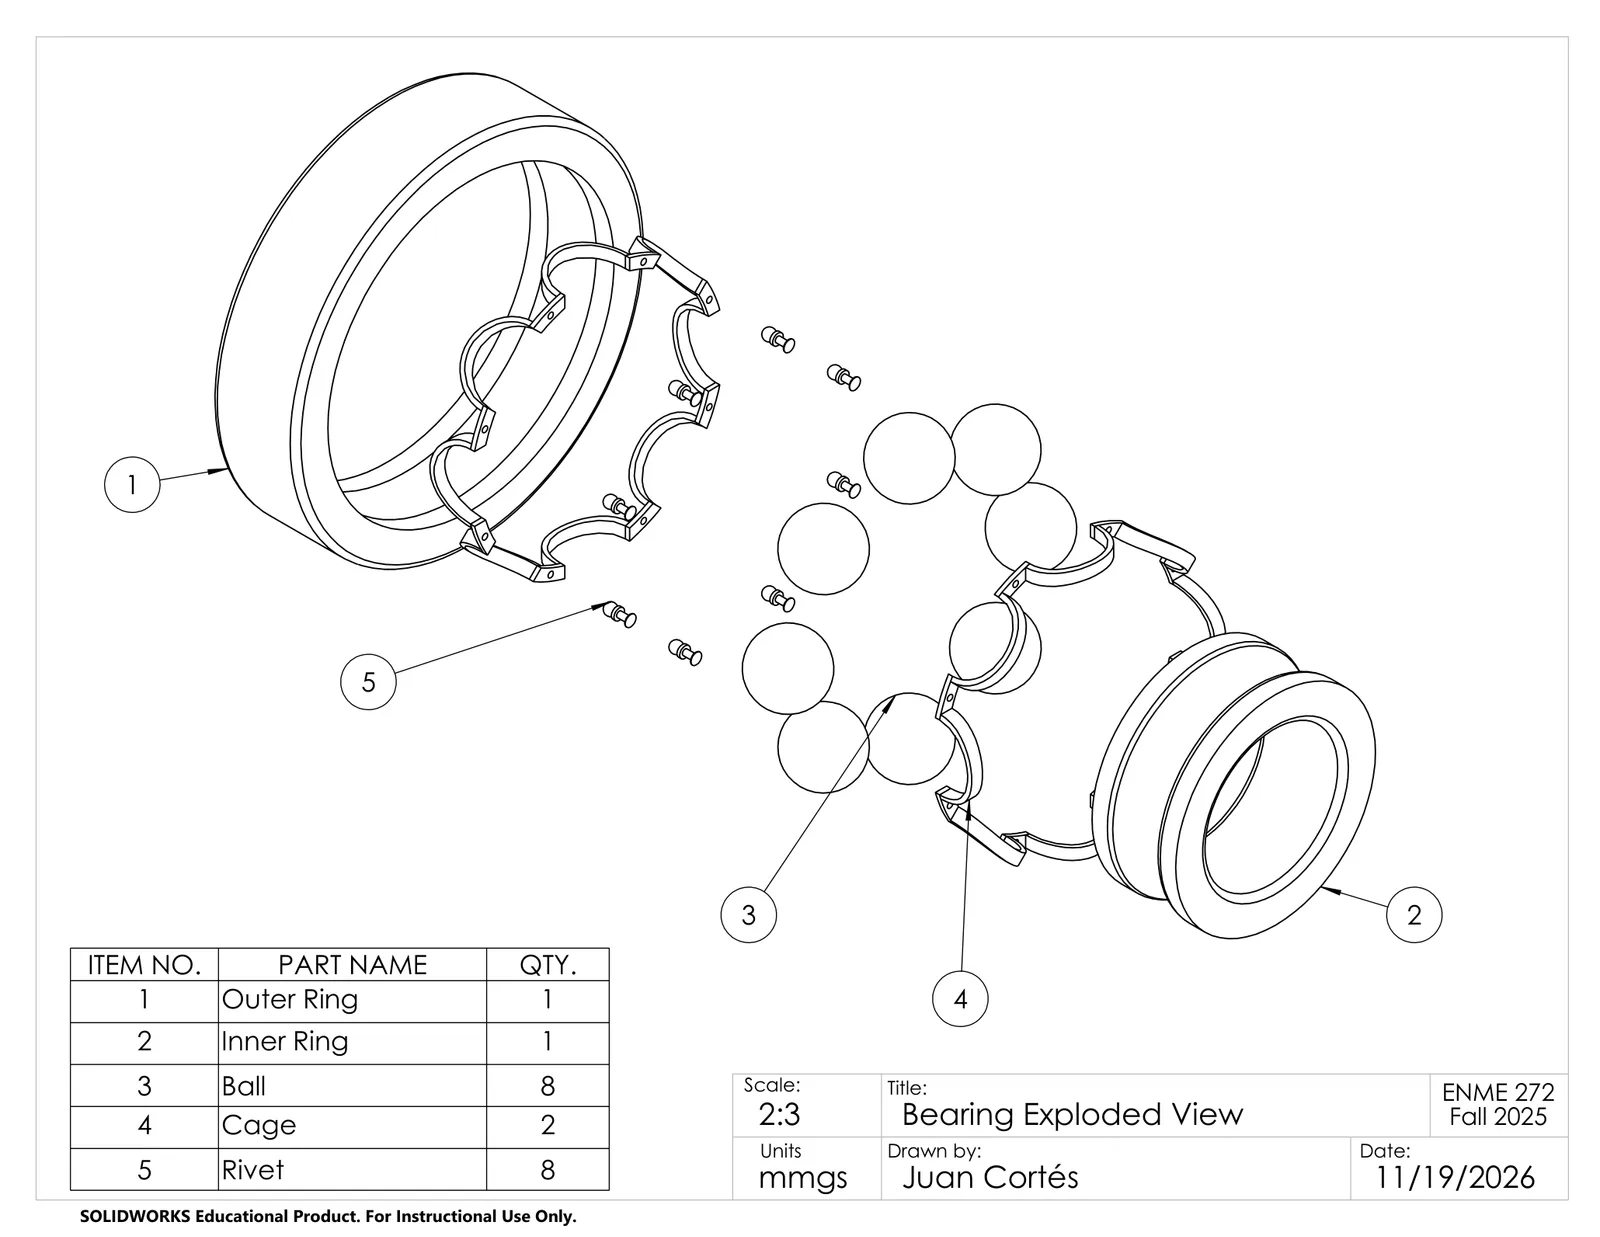 1
5
3
4
2
ITEM NO. PART NAME QTY.
1 Outer Ring 1
2 Inner Ring 1
3 Ball 8
4 Cage 2
5 Rivet 8
Scale:
2:3
Title:
Bearing Exploded View
ENME 272
Fall 2025
Units
mmgs
Drawn by:
Juan Cortés
Date:
11/19/2026
SOLIDWORKS Educational Product. For Instructional Use Only.